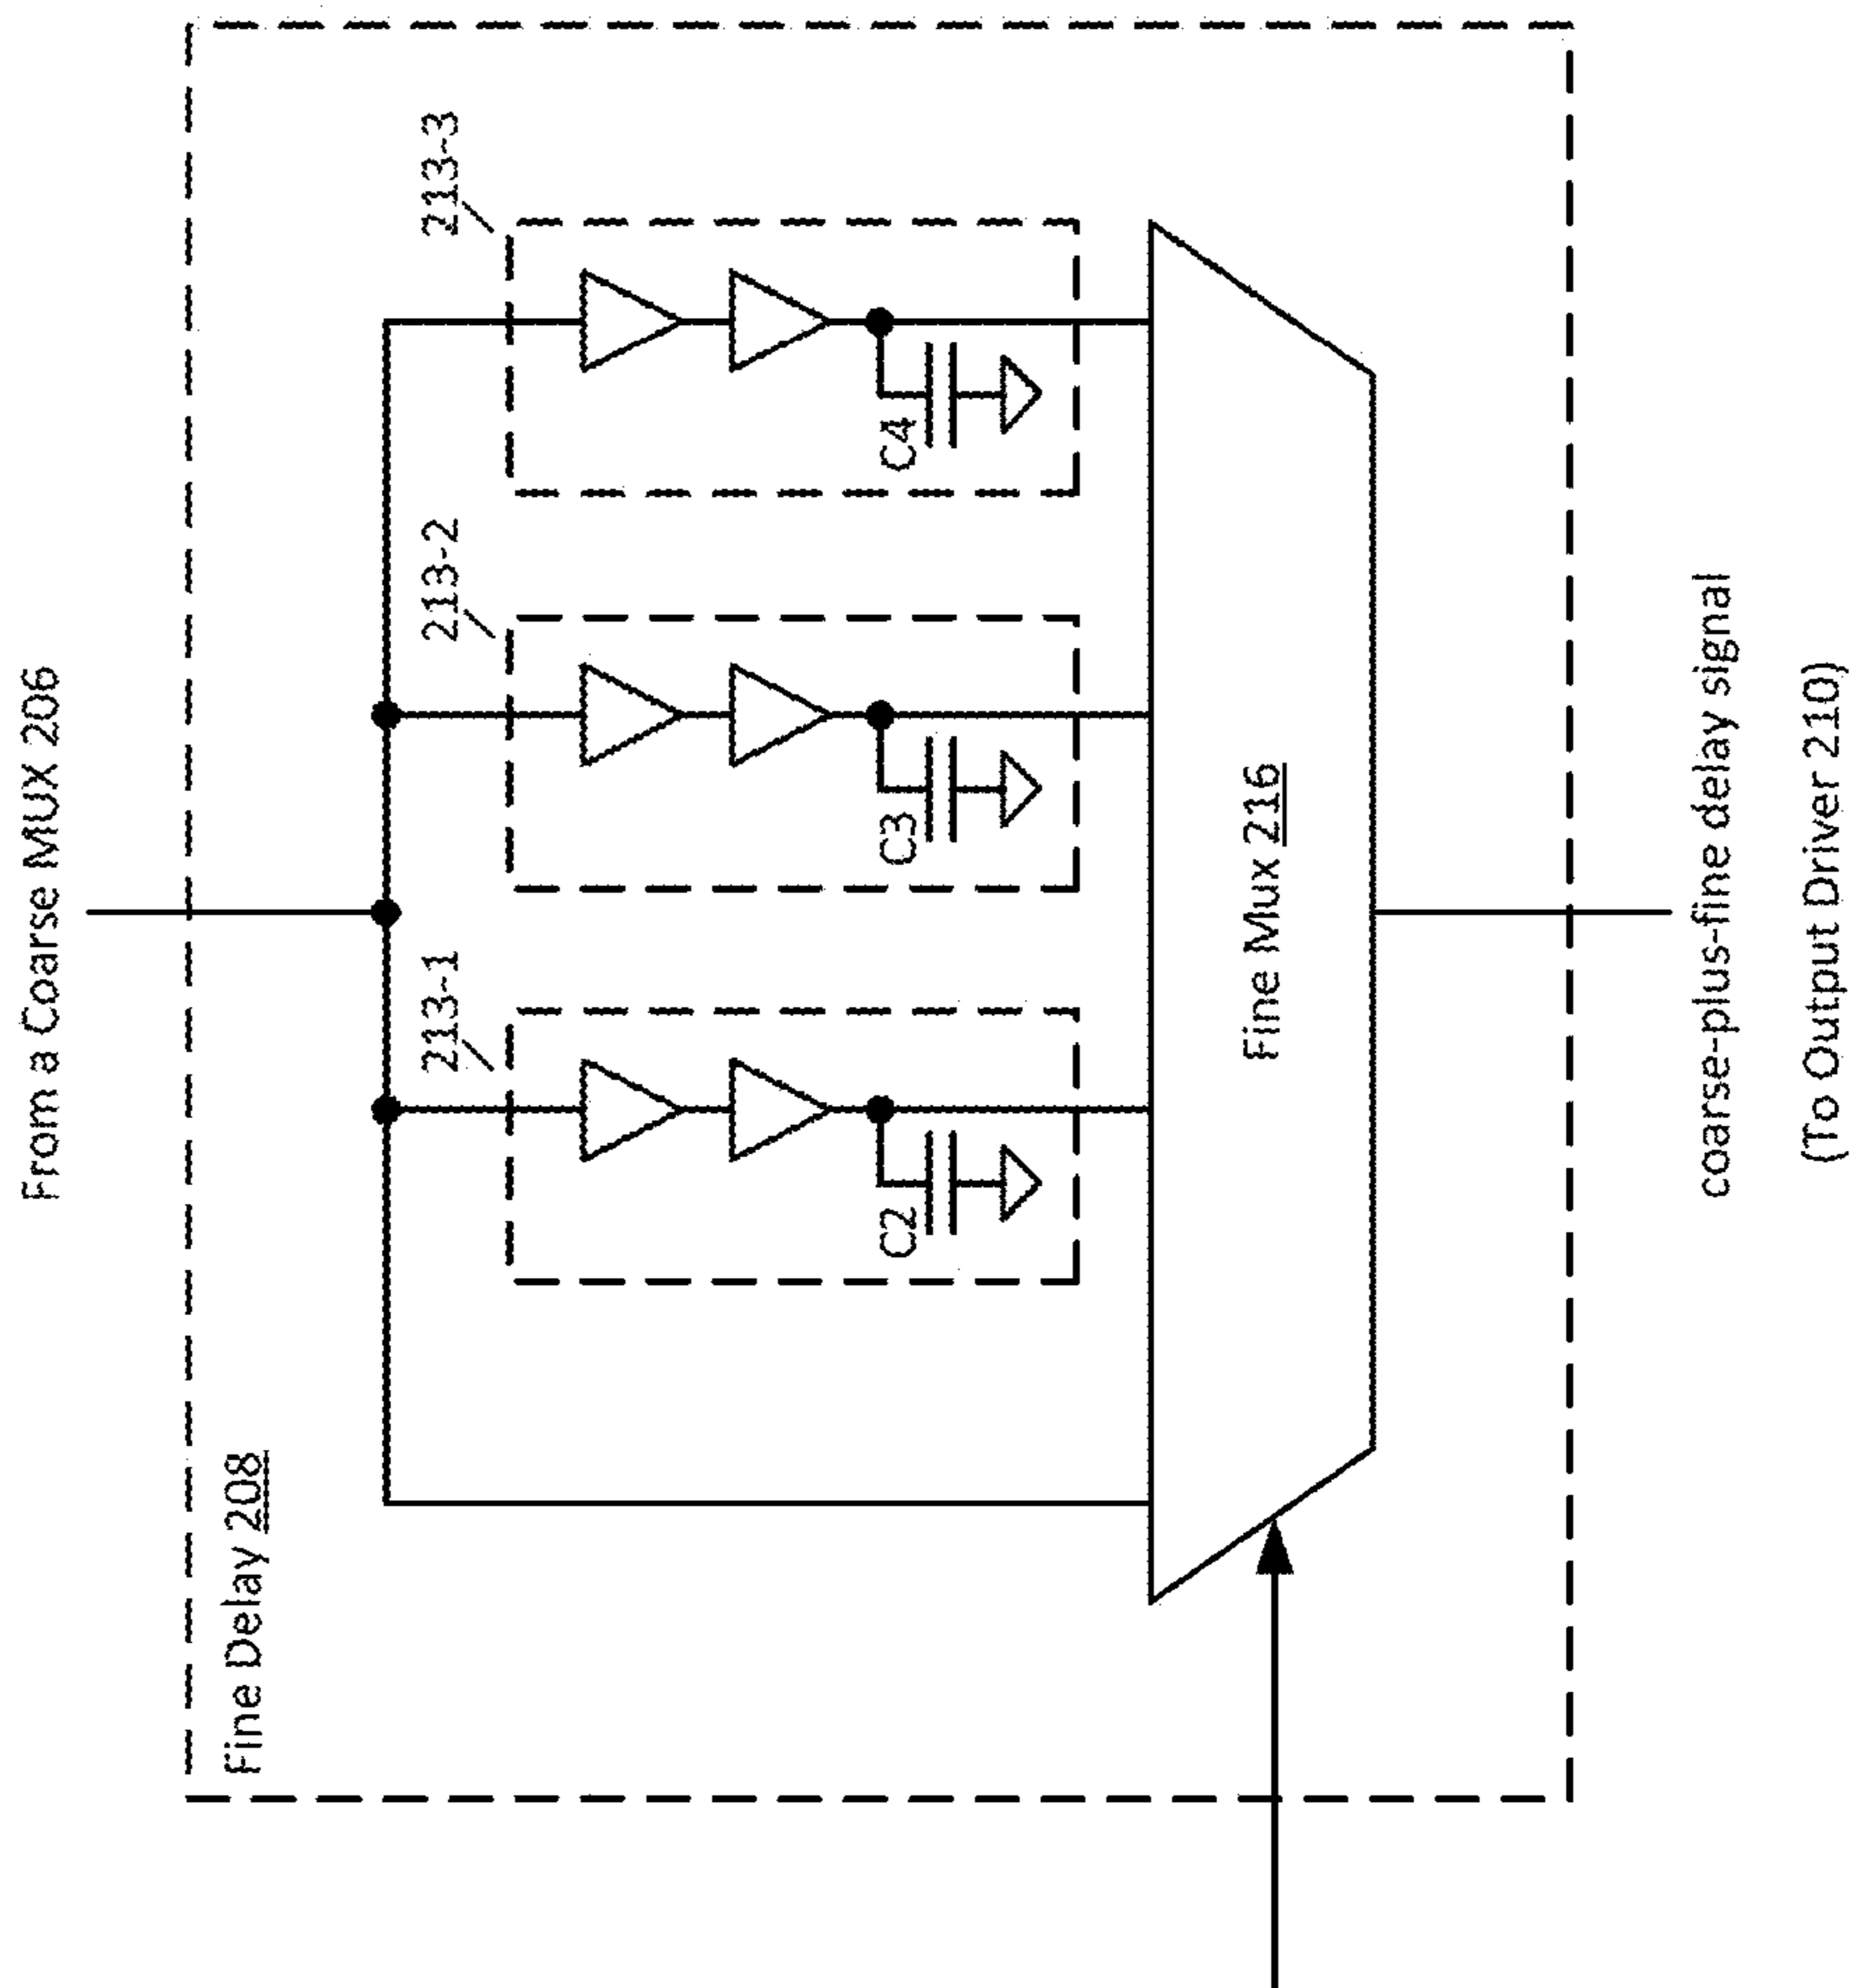 From a Coarse MUX 206
Fine Delay 208
213-1
213-2
213-3
C2
C3
C4
Fine Mux 216
coarse-plus-fine delay signal
(To Output Driver 210)